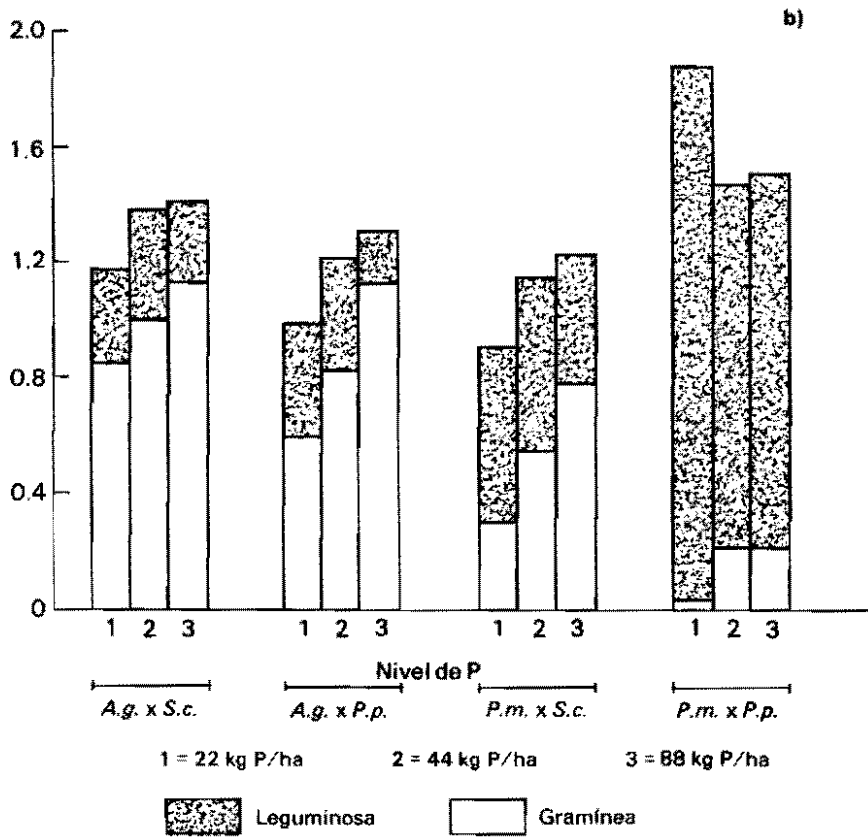 b)
2.0
1.6
1.2
0.8
0.4
0
1 2 3 1 2 3 1 2 3 1 2 3
Nivel de P
A.g. x S.c. A.g. x P.p. P.m. x S.c. P.m. x P.p.
1 = 22 kg P/ha 2 = 44 kg P/ha 3 = 88 kg P/ha
Leguminosa Gramínea